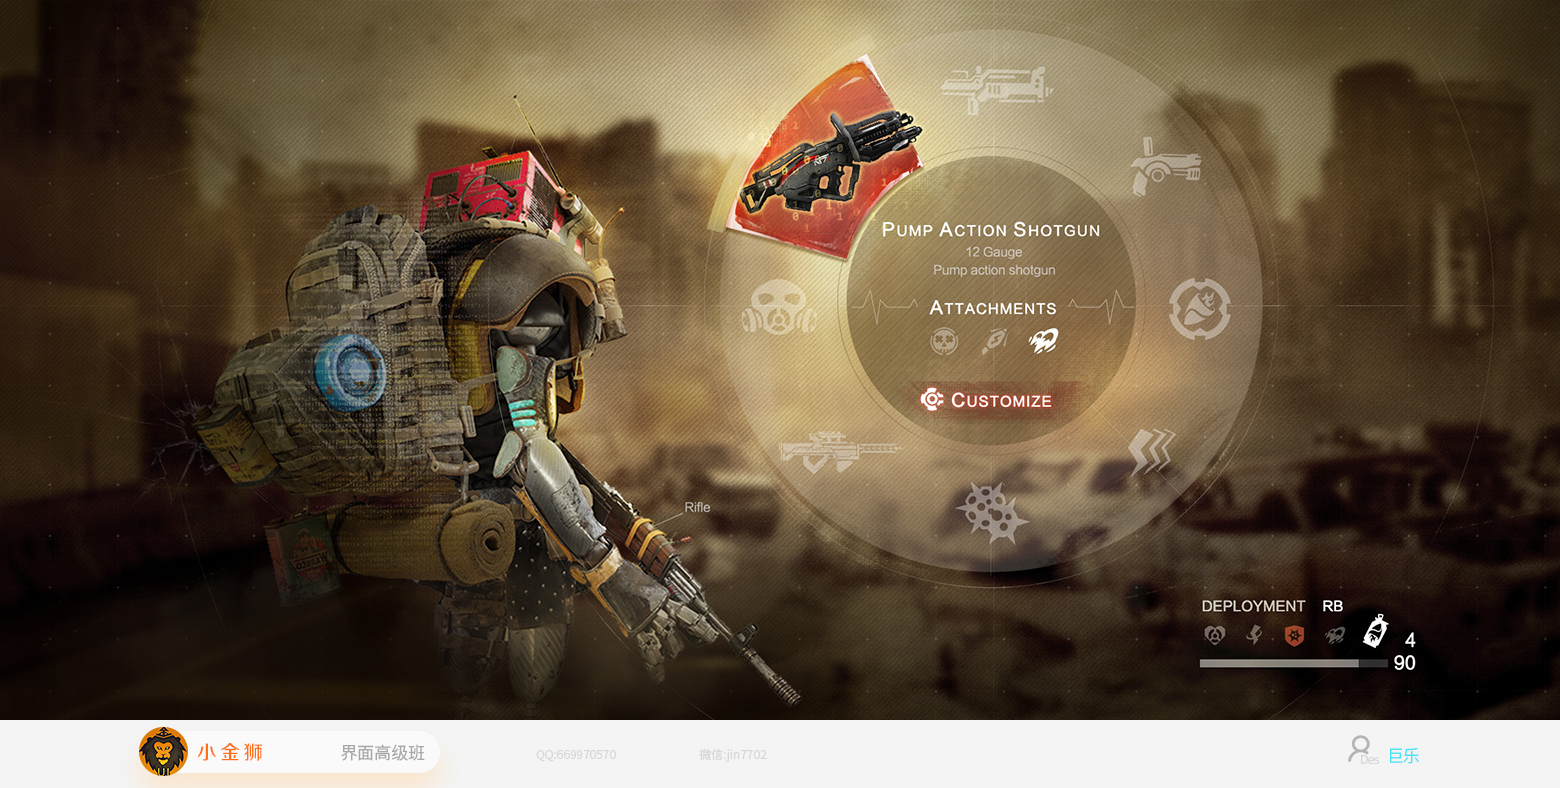 PUMP ACTION SHOTGUN
12 Gauge
Pump action shotgun
ATTACHMENTS
CUSTOMIZE
Rifle
DEPLOYMENT RB
4
90
小金狮
界面高级班
QQ:669970570
微信:jin7702
Des
巨乐